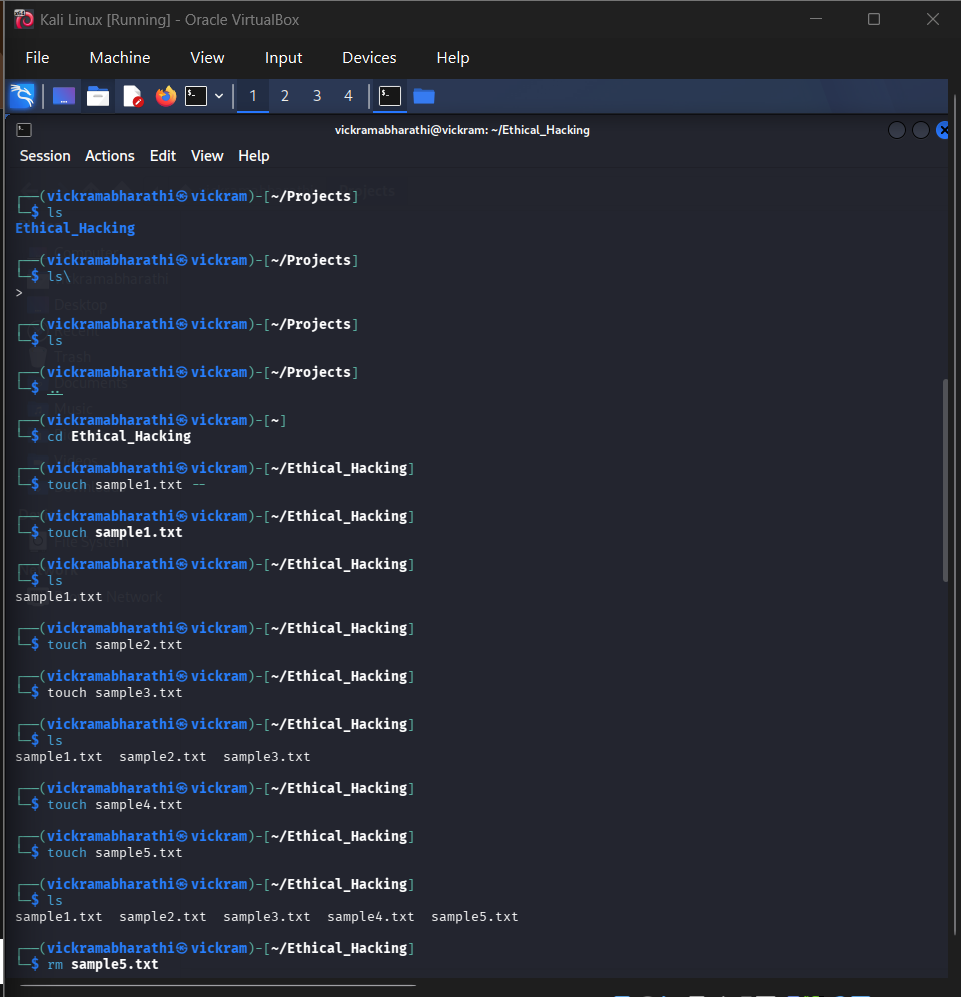 Kali Linux [Running] - Oracle VirtualBox
File Machine View Input Devices Help
1 2 3 4
vickramabharathi@vickram: ~/Ethical_Hacking
Session Actions Edit View Help
┌──(vickramabharathi㉿vickram)-[~/Projects]
└─$ ls
Ethical_Hacking
┌──(vickramabharathi㉿vickram)-[~/Projects]
└─$ ls\
>
┌──(vickramabharathi㉿vickram)-[~/Projects]
└─$ ls
┌──(vickramabharathi㉿vickram)-[~/Projects]
└─$ ..
┌──(vickramabharathi㉿vickram)-[~]
└─$ cd Ethical_Hacking
┌──(vickramabharathi㉿vickram)-[~/Ethical_Hacking]
└─$ touch sample1.txt --
┌──(vickramabharathi㉿vickram)-[~/Ethical_Hacking]
└─$ touch sample1.txt
┌──(vickramabharathi㉿vickram)-[~/Ethical_Hacking]
└─$ ls
sample1.txt
┌──(vickramabharathi㉿vickram)-[~/Ethical_Hacking]
└─$ touch sample2.txt
┌──(vickramabharathi㉿vickram)-[~/Ethical_Hacking]
└─$ touch sample3.txt
┌──(vickramabharathi㉿vickram)-[~/Ethical_Hacking]
└─$ ls
sample1.txt sample2.txt sample3.txt
┌──(vickramabharathi㉿vickram)-[~/Ethical_Hacking]
└─$ touch sample4.txt
┌──(vickramabharathi㉿vickram)-[~/Ethical_Hacking]
└─$ touch sample5.txt
┌──(vickramabharathi㉿vickram)-[~/Ethical_Hacking]
└─$ ls
sample1.txt sample2.txt sample3.txt sample4.txt sample5.txt
┌──(vickramabharathi㉿vickram)-[~/Ethical_Hacking]
└─$ rm sample5.txt